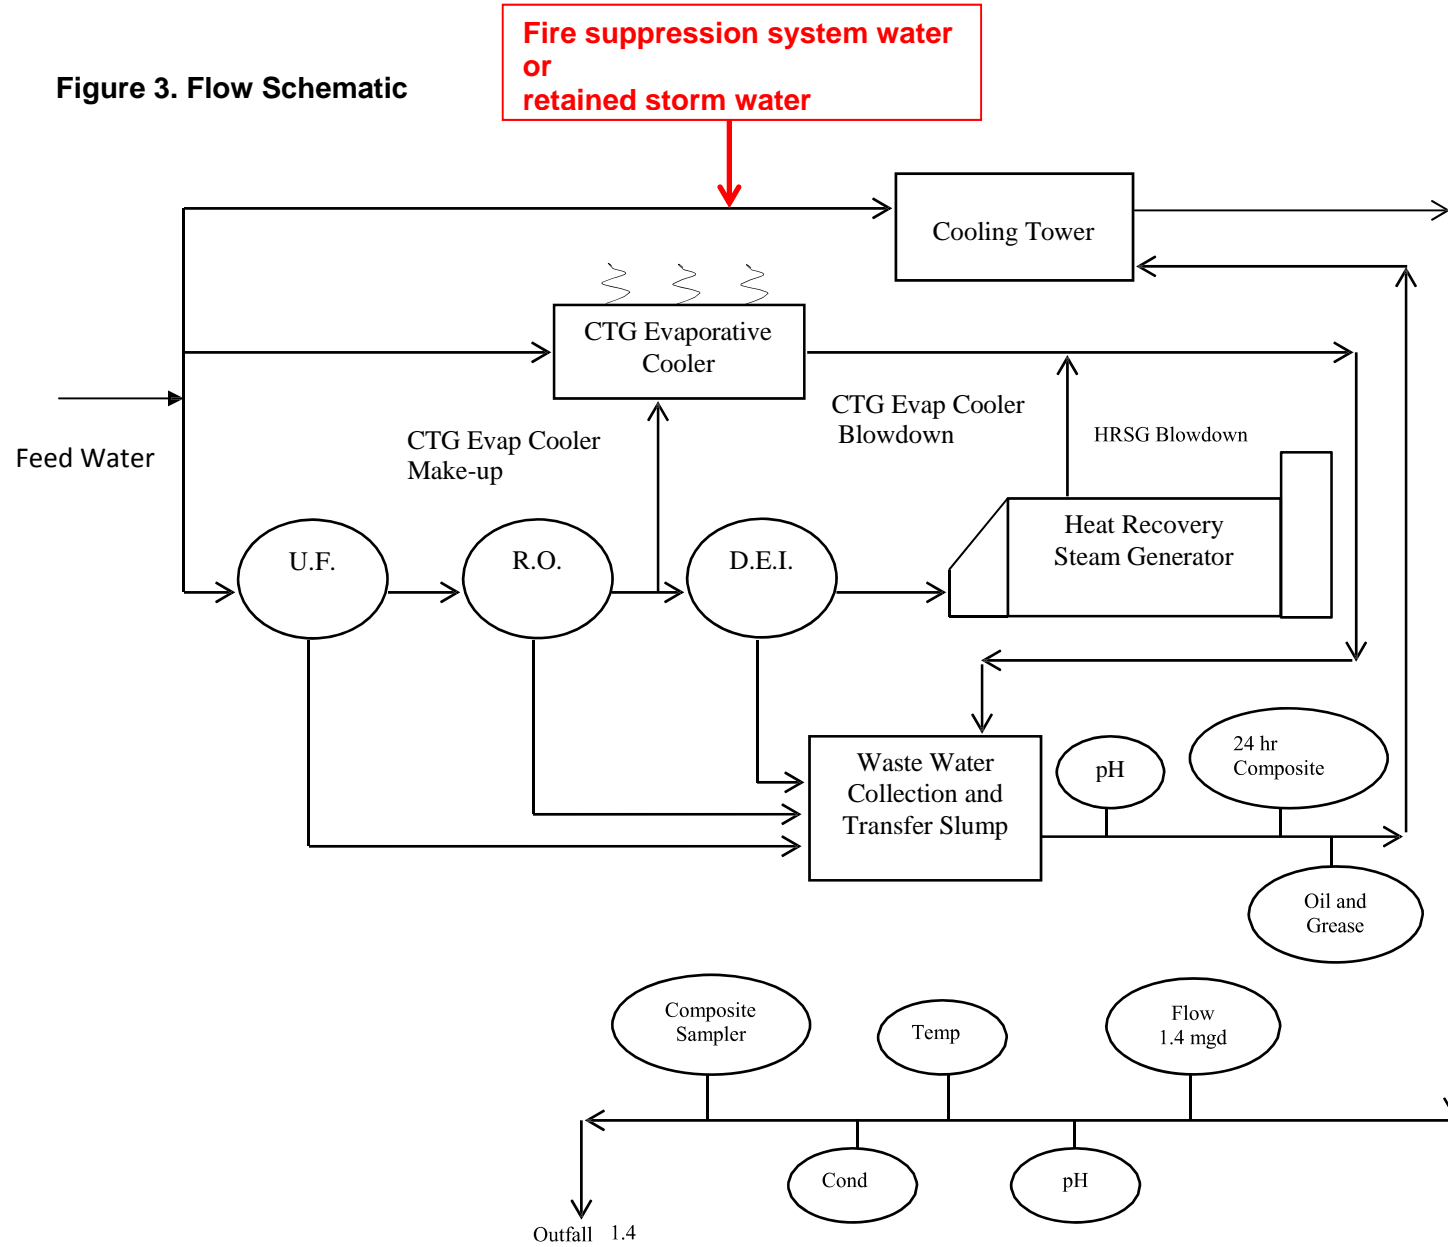 Fire suppression system water
or
retained storm water
Figure 3. Flow Schematic
Cooling Tower
CTG Evaporative
Cooler
CTG Evap Cooler
Blowdown
HRSG Blowdown
CTG Evap Cooler
Make-up
Feed Water
U.F.
R.O.
D.E.I.
Heat Recovery
Steam Generator
Waste Water
Collection and
Transfer Slump
pH
24 hr
Composite
Oil and
Grease
Composite
Sampler
Temp
Flow
1.4 mgd
Cond
pH
Outfall 1.4